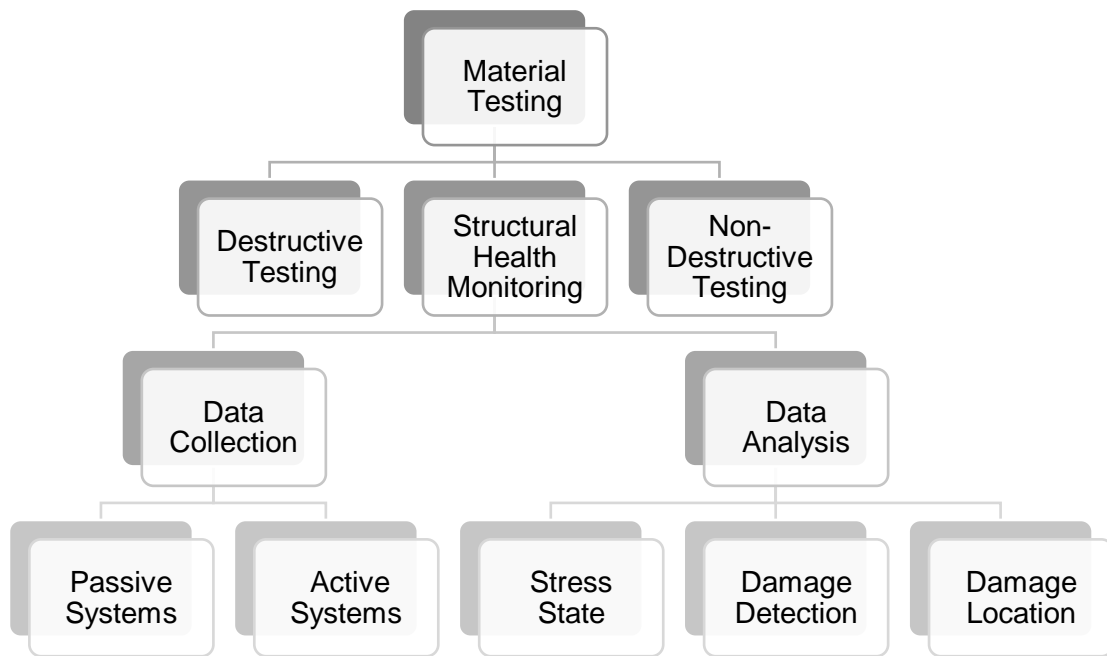 Material
Testing
Destructive
Testing
Structural
Health
Monitoring
Non-
Destructive
Testing
Data
Collection
Data
Analysis
Passive
Systems
Active
Systems
Stress
State
Damage
Detection
Damage
Location